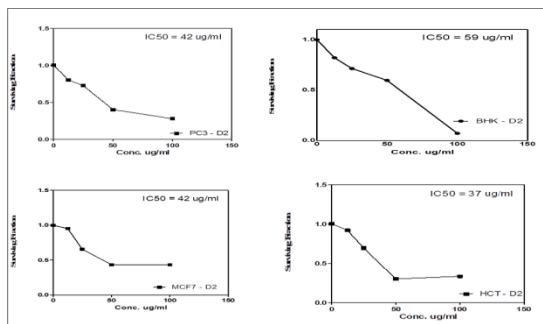 IC50 = 42 ug/ml
Surviving Fraction
1.5
1.0
0.5
0.0
0
50
100
150
PC3 - D2
Conc. ug/ml
IC50 = 59 ug/ml
Surviving Fraction
1.0
0.5
0.0
0
50
100
150
BHK - D2
Conc. ug/ml
IC50 = 42 ug/ml
Surviving Fraction
1.5
1.0
0.5
0.0
0
50
100
150
MCF7 - D2
Conc. ug/ml
IC50 = 37 ug/ml
Surviving Fraction
1.5
1.0
0.5
0.0
0
50
100
150
HCT - D2
Conc. ug/ml